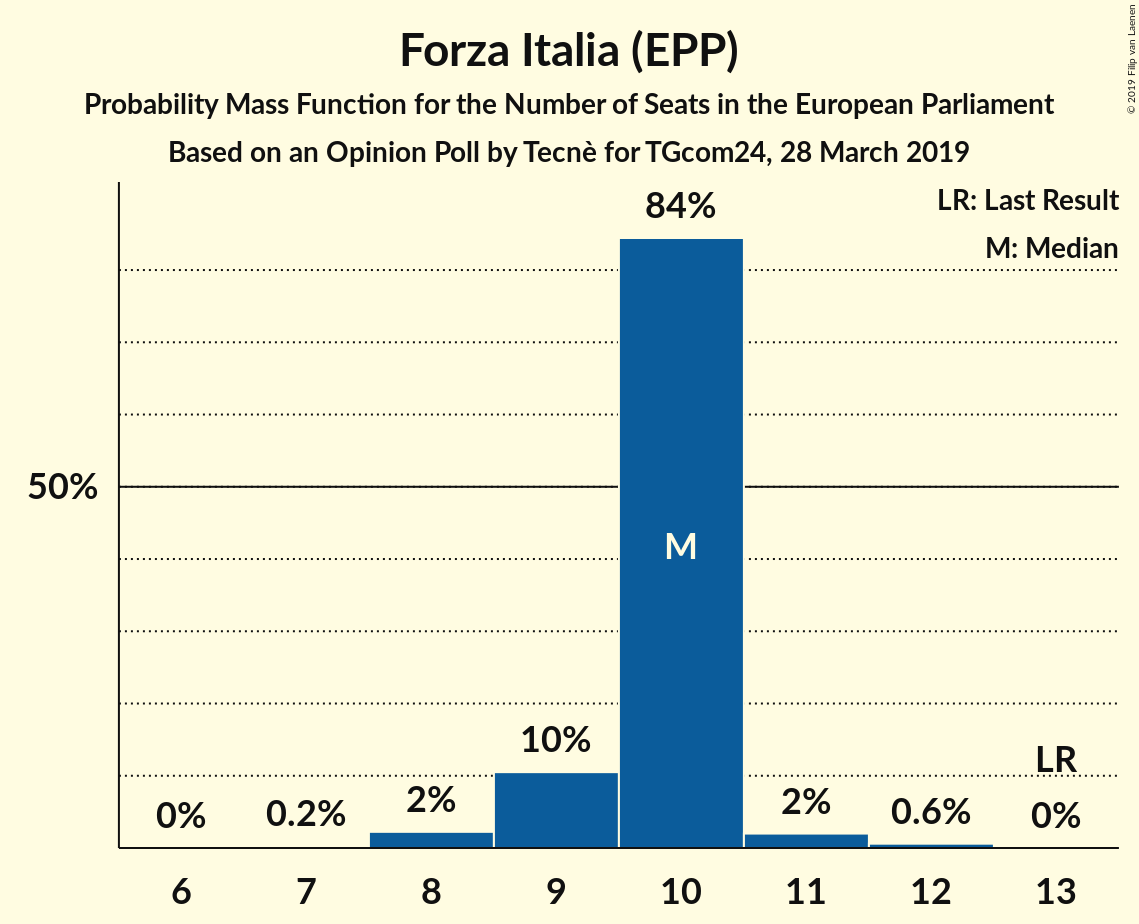 Forza Italia (EPP)
Probability Mass Function for the Number of Seats in the European Parliament
Based on an Opinion Poll by Tecnè for TGcom24, 28 March 2019
© 2019 Filip van Laenen
LR: Last Result
M: Median
84%
50%
M
10%
LR
0%
0.2%
2%
2%
0.6%
0%
6 7 8 9 10 11 12 13